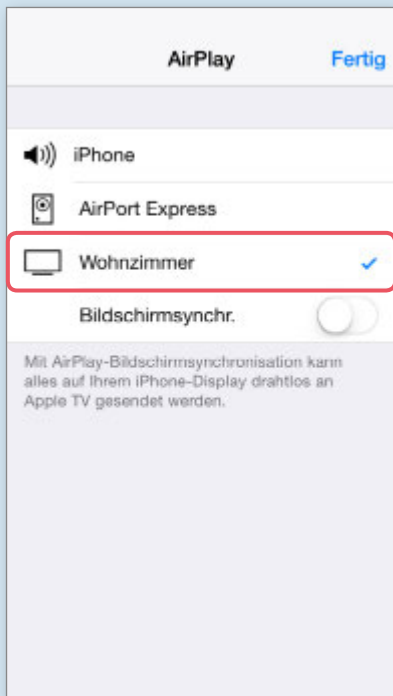 AirPlay Fertig
iPhone
AirPort Express
Wohnzimmer
Bildschirmsynchr.
Mit AirPlay-Bildschirmsynchronisation kann
alles auf Ihrem iPhone-Display drahtlos an
Apple TV gesendet werden.